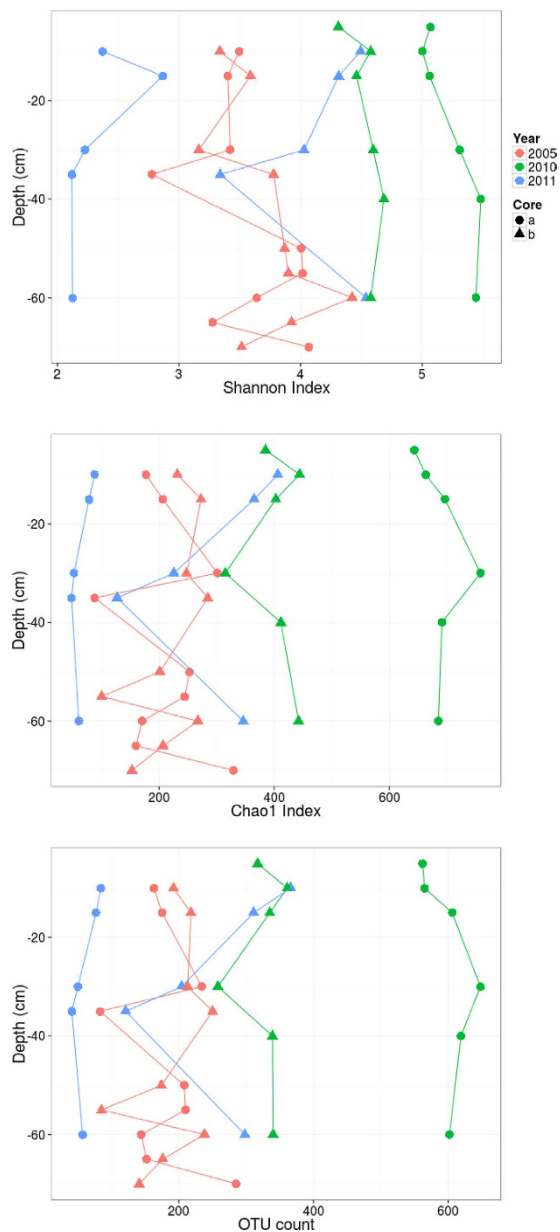 -20
-40
-60
Depth (cm)
2
3
4
5
Shannon Index
Year
2005
2010
2011
Core
a
b
-20
-40
-60
Depth (cm)
200
400
600
Chao1 Index
-20
-40
-60
Depth (cm)
200
400
600
OTU count